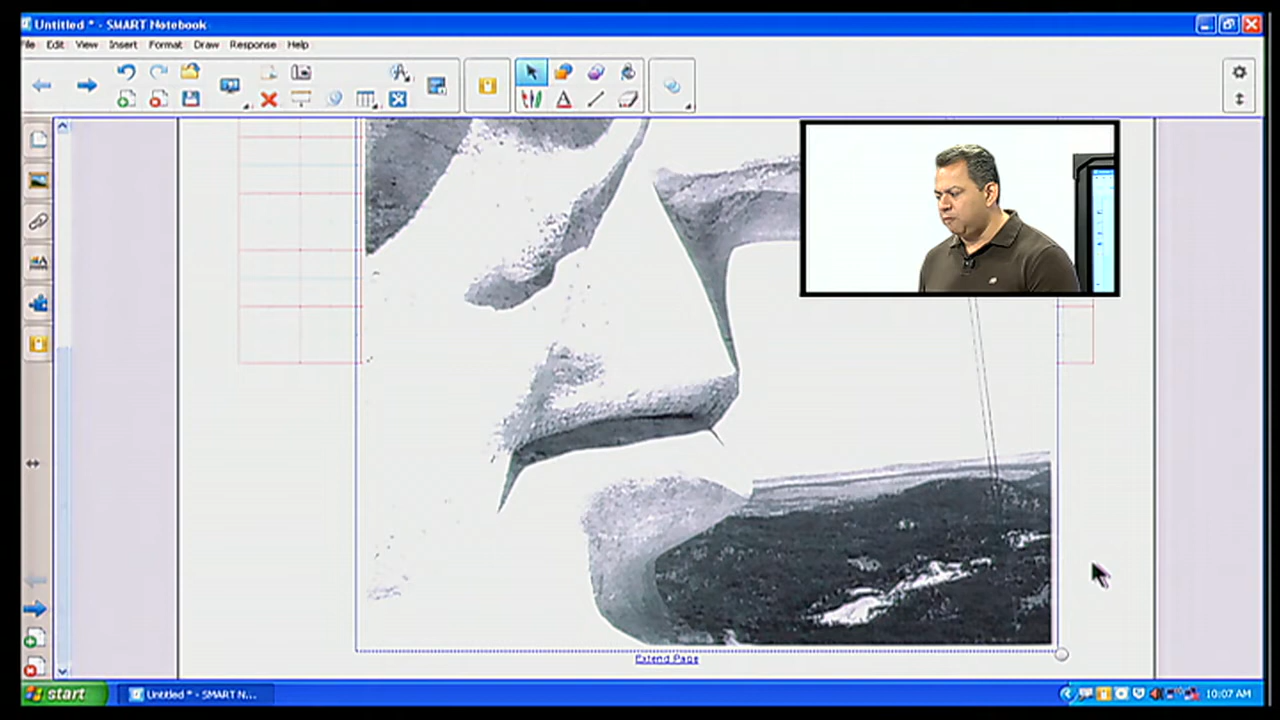 Untitled * - SMART Notebook
File Edit View Insert Format Draw Response Help
Extend Page
start
Untitled * - SMART N...
10:07 AM